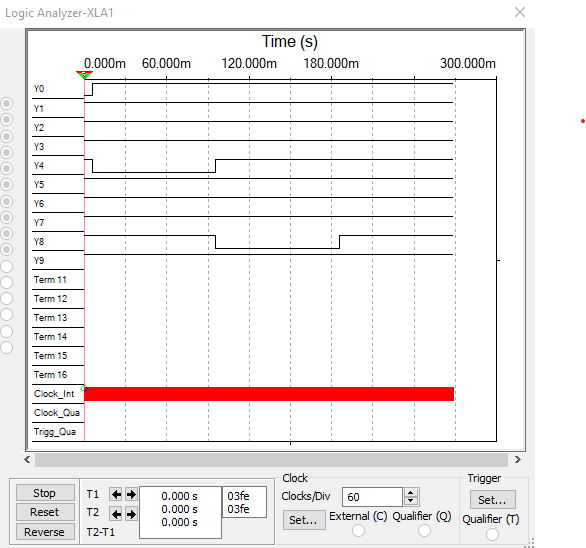 Logic Analyzer-XLA1
Time (s)
0.000m 60.000m 120.000m 180.000m 300.000m
Y0
Y1
Y2
Y3
Y4
Y5
Y6
Y7
Y8
Y9
Term 11
Term 12
Term 13
Term 14
Term 15
Term 16
Clock_Int
Clock_Qua
Trigg_Qua
Stop
Reset
Reverse
T1 0.000 s 03fe
T2 0.000 s 03fe
T2-T1 0.000 s
Clock
Clocks/Div 60
Set... External (C) Qualifier (Q)
Trigger
Set...
Qualifier (T)